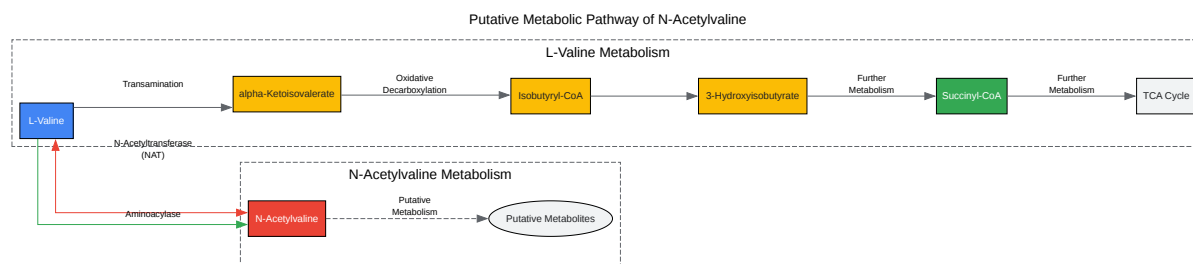 Putative Metabolic Pathway of N-Acetylvaline
L-Valine Metabolism
Transamination
Oxidative
Decarboxylation
Further
Metabolism
Further
Metabolism
L-Valine
alpha-Ketoisovalerate
Isobutyryl-CoA
3-Hydroxyisobutyrate
Succinyl-CoA
TCA Cycle
N-Acetyltransferase
(NAT)
N-Acetylvaline Metabolism
Aminoacylase
N-Acetylvaline
Putative
Metabolism
Putative Metabolites